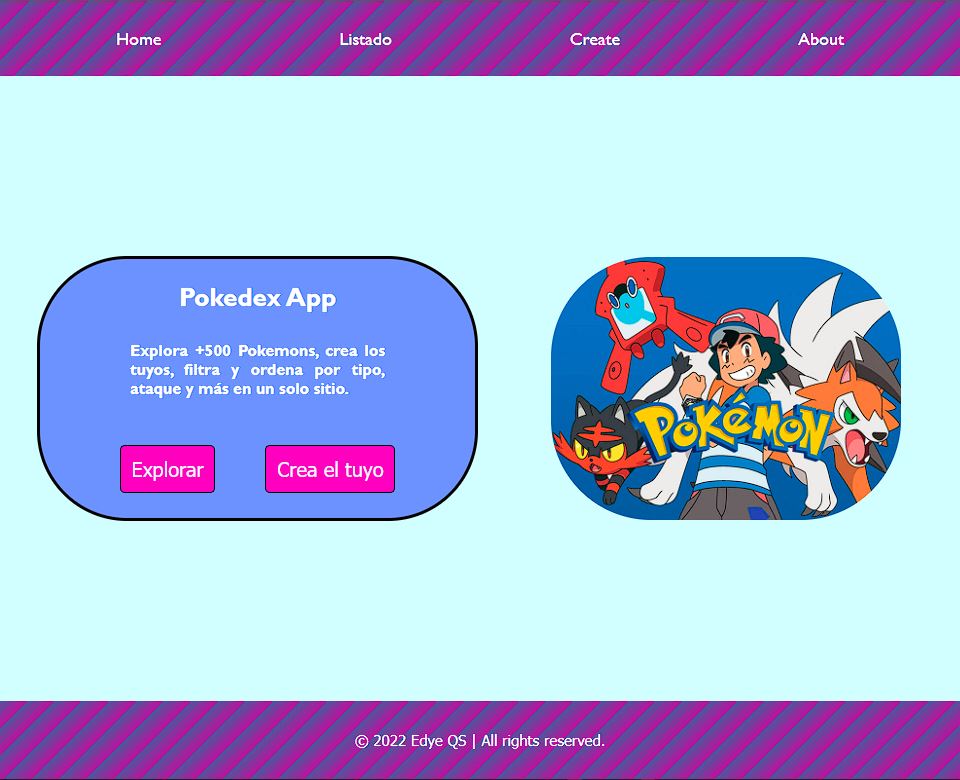 Home Listado Create About
Pokedex App
Explora +500 Pokemons, crea los
tuyos, filtra y ordena por tipo,
ataque y más en un solo sitio.
Explorar Crea el tuyo
POKéMON
© 2022 Edye QS | All rights reserved.